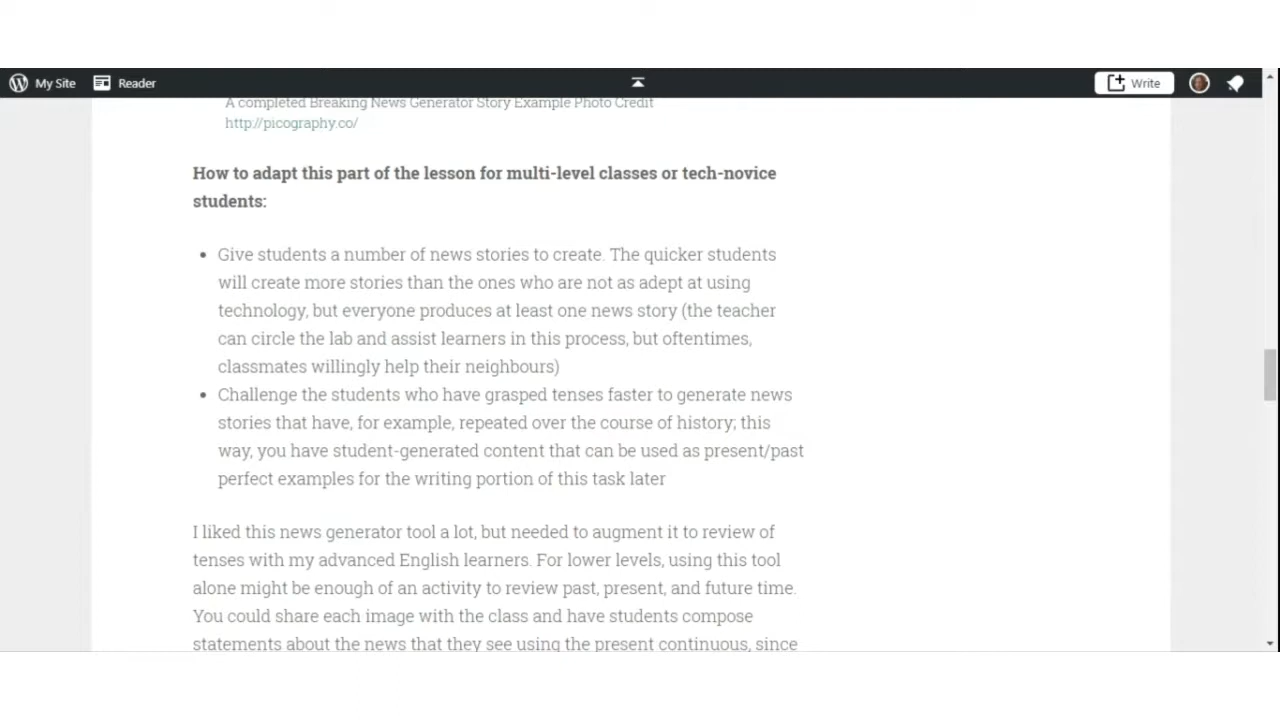 My Site Reader Write
A completed Breaking News Generator Story Example Photo Credit
http://picography.co/
How to adapt this part of the lesson for multi-level classes or tech-novice
students:
• Give students a number of news stories to create. The quicker students
will create more stories than the ones who are not as adept at using
technology, but everyone produces at least one news story (the teacher
can circle the lab and assist learners in this process, but oftentimes,
classmates willingly help their neighbours)
• Challenge the students who have grasped tenses faster to generate news
stories that have, for example, repeated over the course of history; this
way, you have student-generated content that can be used as present/past
perfect examples for the writing portion of this task later
I liked this news generator tool a lot, but needed to augment it to review of
tenses with my advanced English learners. For lower levels, using this tool
alone might be enough of an activity to review past, present, and future time.
You could share each image with the class and have students compose
statements about the news that they see using the present continuous, since